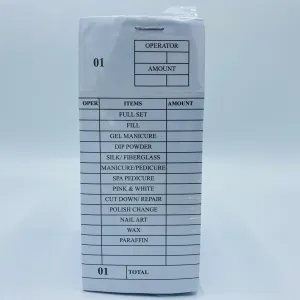 OPERATOR
01
AMOUNT
OPER ITEMS AMOUNT
FULL SET
FILL
GEL MANICURE
DIP POWDER
SILK/ FIBERGLASS
MANICURE/PEDICURE
SPA PEDICURE
PINK & WHITE
CUT DOWN/ REPAIR
POLISH CHANGE
NAIL ART
WAX
PARAFFIN
01 TOTAL